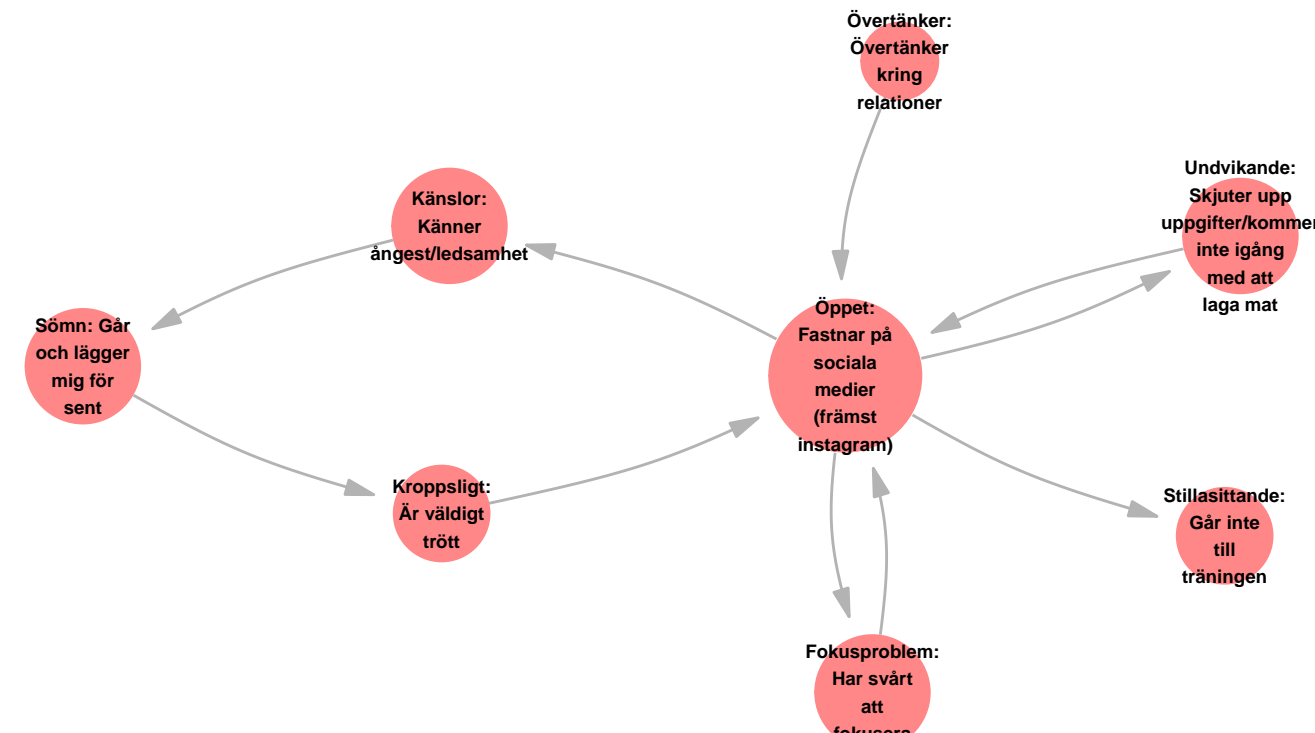 Övertänker:
Övertänker
kring
relationer
Känslor:
Känner
ångest/ledsamhet
Undvikande:
Skjuter upp
uppgifter/kommer
inte igång
med att
laga mat
Sömn: Går
och lägger
mig för
sent
Öppet:
Fastnar på
sociala
medier
(främst
instagram)
Kroppsligt:
Är väldigt
trött
Stillasittande:
Går inte
till
träningen
Fokusproblem:
Har svårt
att
fokusera